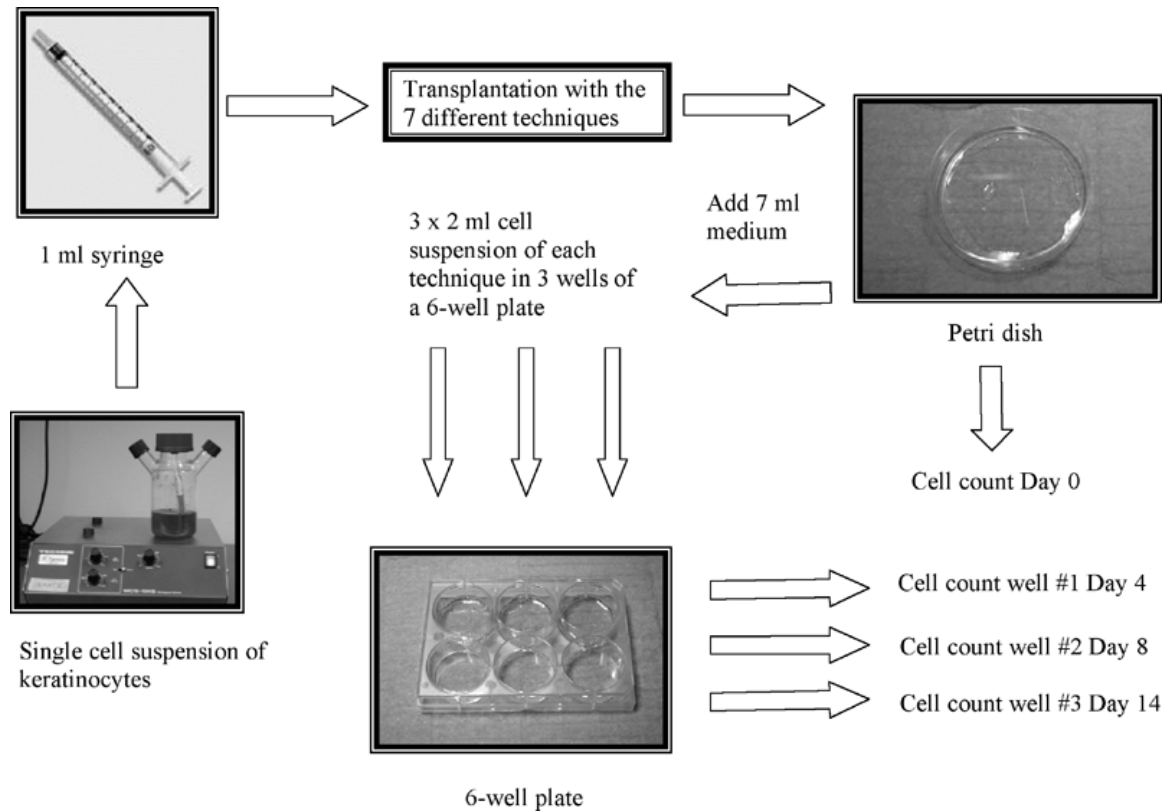 Transplantation with the
7 different techniques
1 ml syringe
3 x 2 ml cell
suspension of each
technique in 3 wells of
a 6-well plate
Add 7 ml
medium
Petri dish
Cell count Day 0
TECHNE
Single cell suspension of
keratinocytes
Cell count well #1 Day 4
Cell count well #2 Day 8
Cell count well #3 Day 14
6-well plate